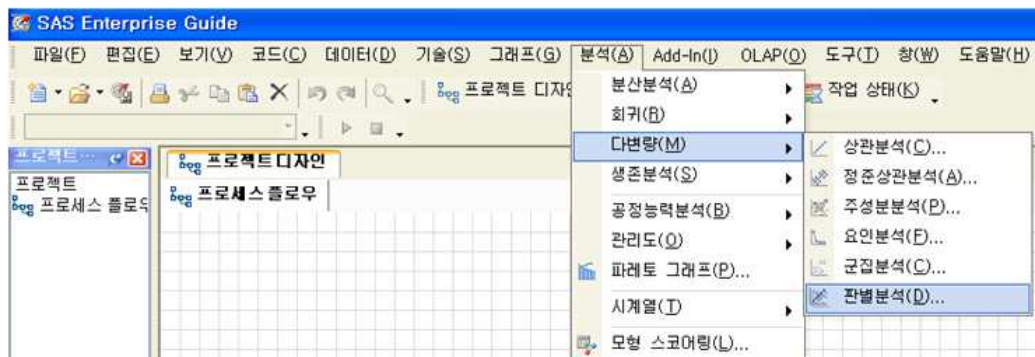 SAS Enterprise Guide
파일(F) 편집(E) 보기(V) 코드(C) 데이터(D) 기술(S) 그래프(G) 분석(A) Add-In(I) OLAP(O) 도구(T) 창(W) 도움말(H)
프로젝트 디자인 작업 상태(K)
분산분석(A)
회귀(R)
다변량(M)
생존분석(S)
공정능력분석(B)
관리도(O)
파레토 그래프(P)...
시계열(T)
모형 스코어링(L)...
상관분석(C)...
정준상관분석(A)...
주성분분석(P)...
요인분석(F)...
군집분석(C)...
판별분석(D)...
프로젝트...
프로젝트
프로세스 플로우
프로젝트 디자인
프로세스 플로우